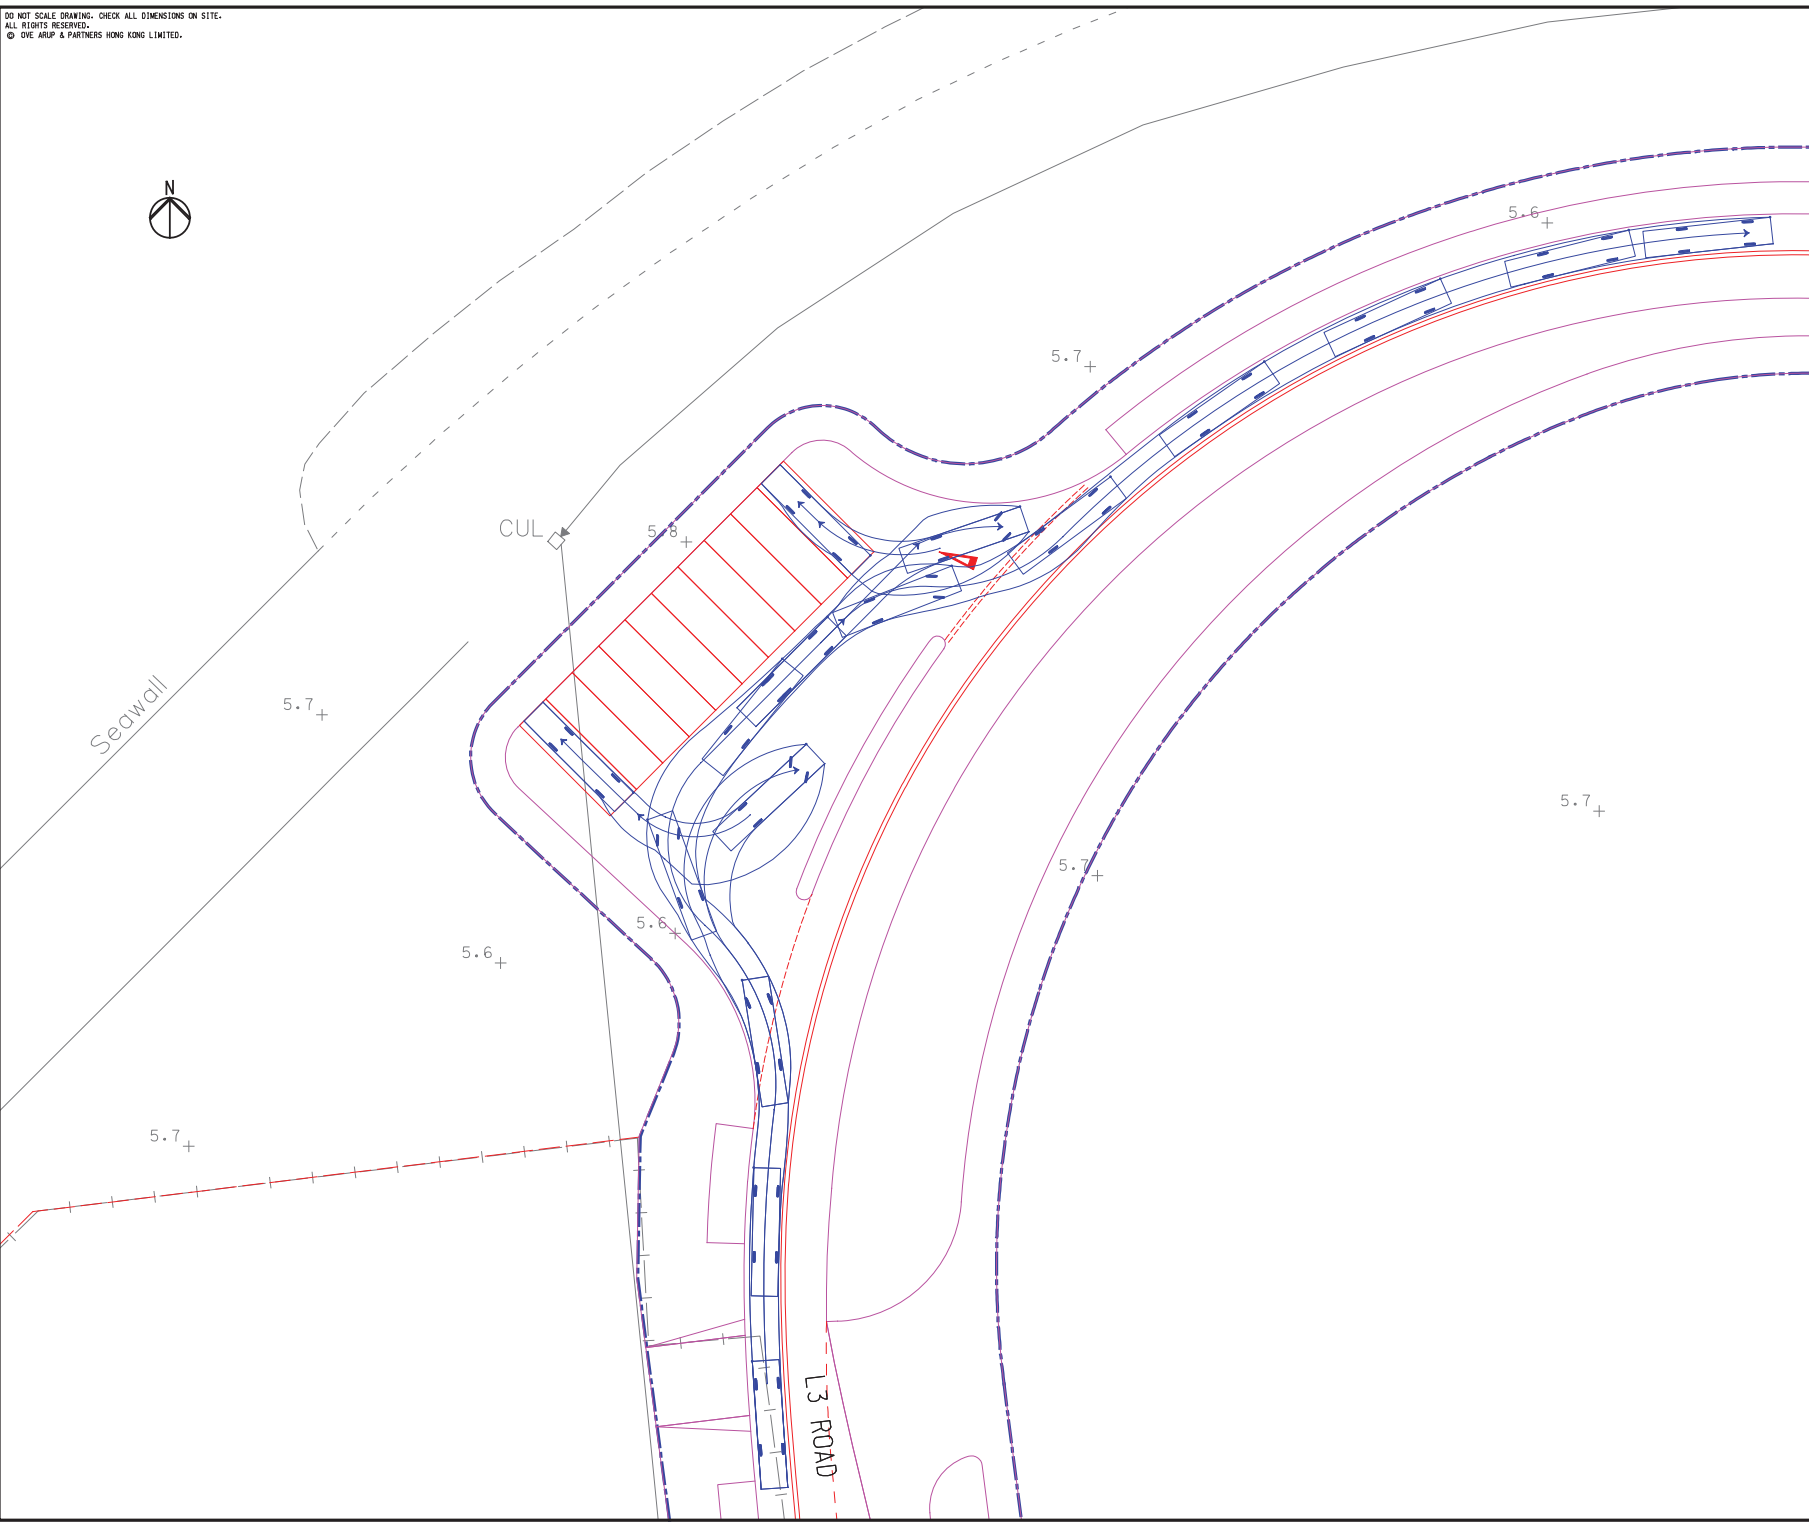 DO NOT SCALE DRAWING. CHECK ALL DIMENSIONS ON SITE.
ALL RIGHTS RESERVED.
© OVE ARUP & PARTNERS HONG KONG LIMITED.
N
5.6
5.7
CUL
5.8
Seawall
5.7
5.7
5.7
5.6
5.6
5.7
L3 ROAD